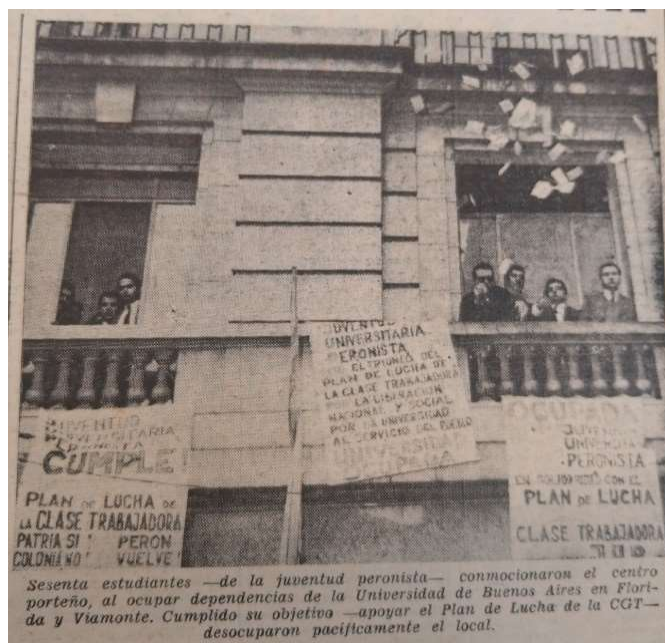 JUVENTUD
UNIVERSITARIA
PERONISTA
CUMPLE!
PLAN DE LUCHA DE
LA CLASE TRABAJADORA
PATRIA SI! PERON
COLONIA NO! VUELVE!
JUVENTUD
UNIVERSITARIA
PERONISTA
EL TRIUNFO DEL
PLAN DE LUCHA DE
LA CLASE TRABAJADORA
LA LIBERACION
NACIONAL Y SOCIAL
POR LA UNIVERSIDAD
AL SERVICIO DEL PUEBLO
UNIVERSIDA
OCUPADA
JUVEN
UNIVERSITA
PERONISTA
EN SOLIDARIDAD CON EL
PLAN DE LUCHA
CLASE TRABAJADORA
Sesenta estudiantes —de la juventud peronista— conmocionaron el centro
porteño, al ocupar dependencias de la Universidad de Buenos Aires en Flori-
da y Viamonte. Cumplido su objetivo —apoyar el Plan de Lucha de la CGT—
desocuparon pacíficamente el local.